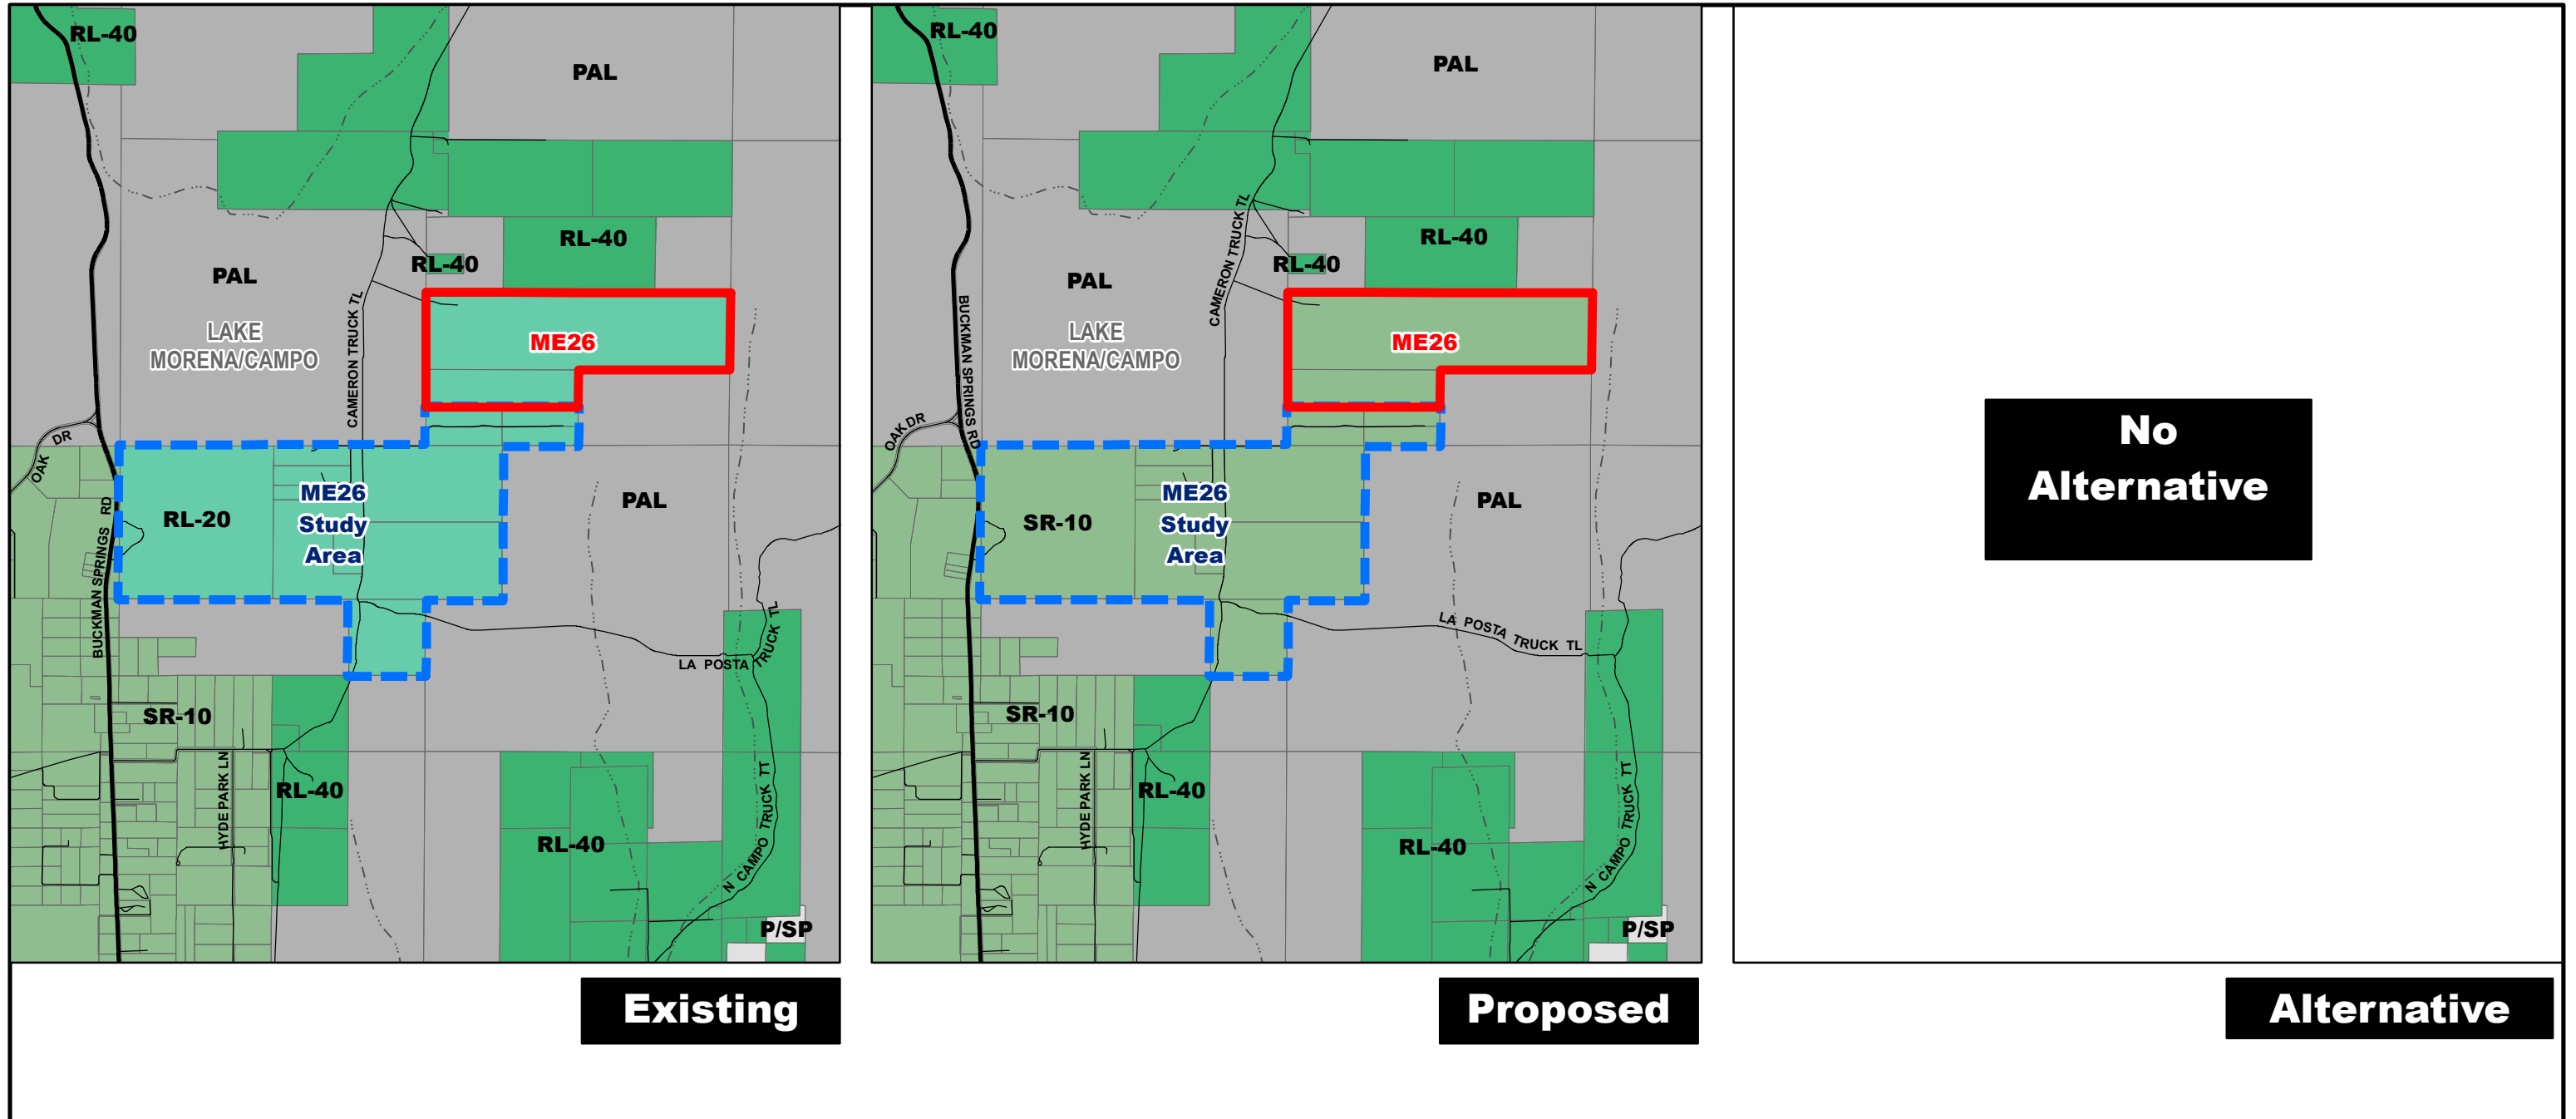 RL-40
PAL
RL-40
RL-40
PAL
LAKE
MORENA/CAMPO
CAMERON TRUCK TL
ME26
OAK DR
BUCKMAN SPRINGS RD
RL-20
ME26
Study
Area
PAL
LA POSTA TRUCK TL
SR-10
HYDE PARK LN
RL-40
RL-40
N CAMPO TRUCK TT
P/SP
Existing
RL-40
PAL
CAMERON TRUCK TL
RL-40
RL-40
PAL
LAKE
MORENA/CAMPO
BUCKMAN SPRINGS RD
ME26
OAK DR
SR-10
ME26
Study
Area
PAL
LA POSTA TRUCK TL
SR-10
HYDE PARK LN
RL-40
RL-40
N CAMPO TRUCK TT
P/SP
Proposed
No
Alternative
Alternative